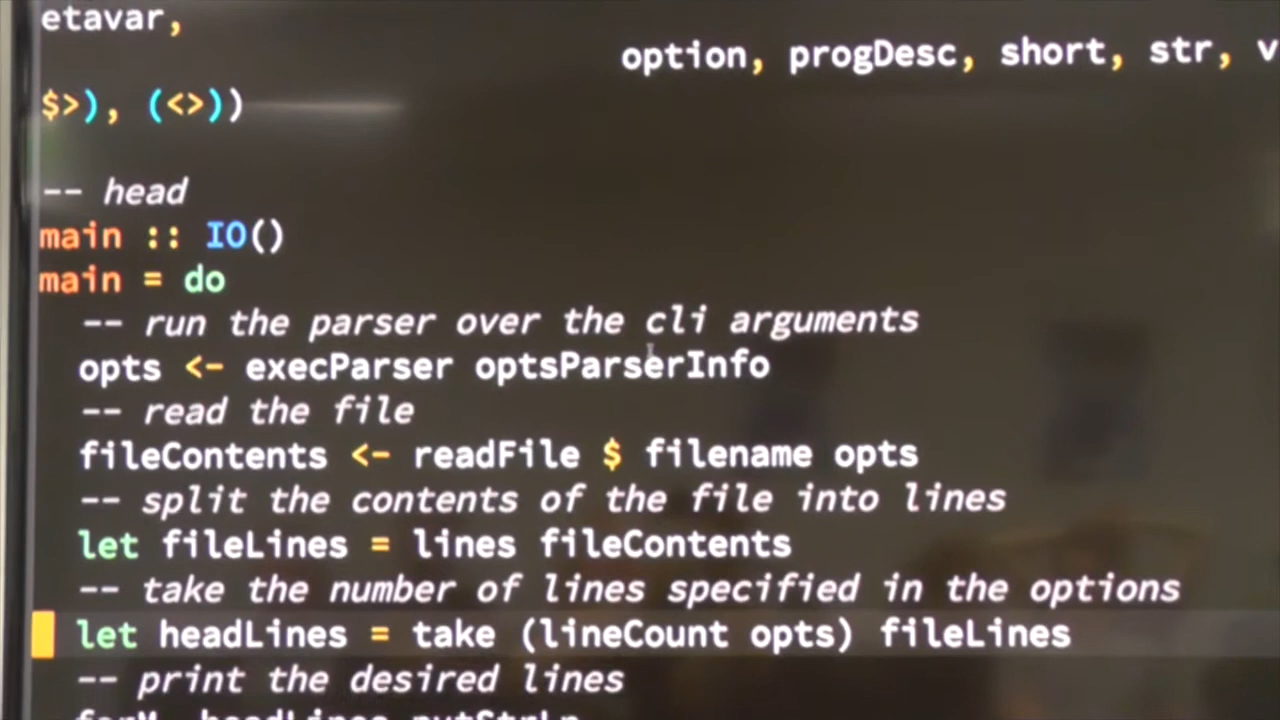 etavar,
option, progDesc, short, str, v
$>), (<>))
-- head
main :: IO()
main = do
-- run the parser over the cli arguments
opts <- execParser optsParserInfo
-- read the file
fileContents <- readFile $ filename opts
-- split the contents of the file into lines
let fileLines = lines fileContents
-- take the number of lines specified in the options
let headLines = take (lineCount opts) fileLines
-- print the desired lines
forM_ headLines putStrLn